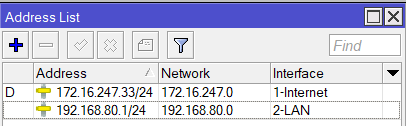 Address List
Find
Address Network Interface
D 172.16.247.33/24 172.16.247.0 1-Internet
192.168.80.1/24 192.168.80.0 2-LAN